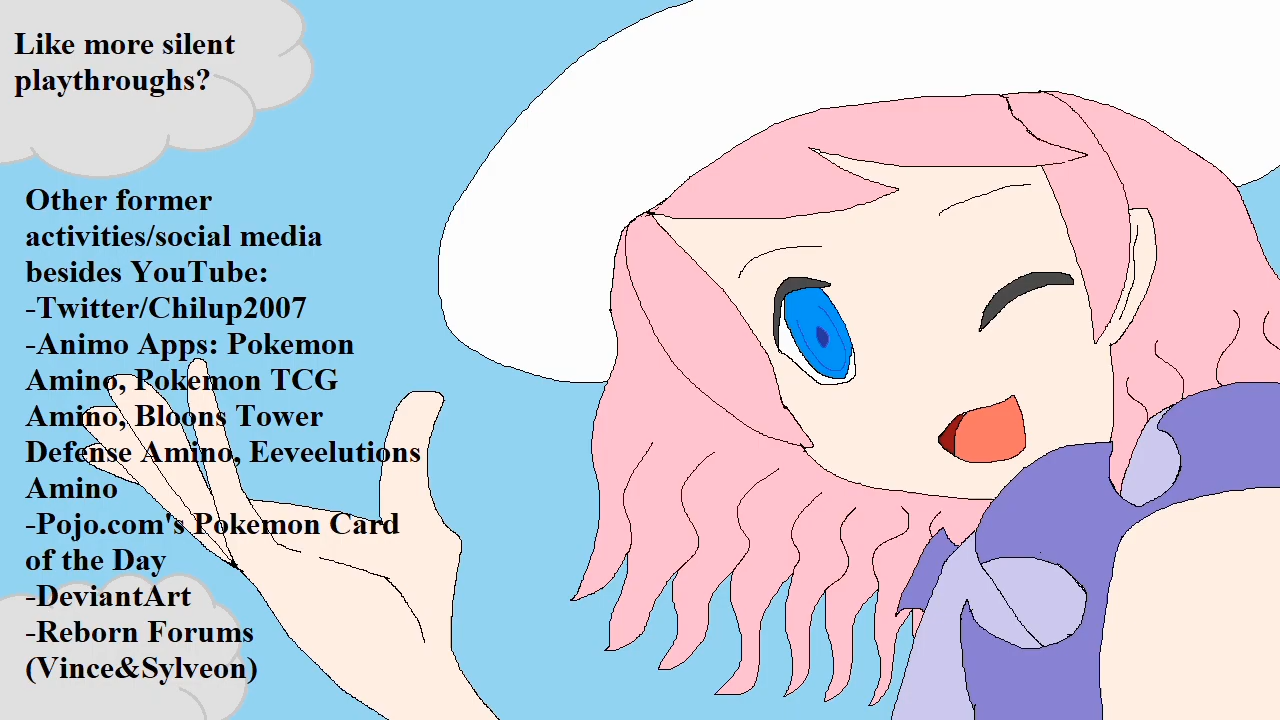 Like more silent
playthroughs?
Other former
activities/social media
besides YouTube:
-Twitter/Chilup2007
-Animo Apps: Pokemon
Amino, Pokemon TCG
Amino, Bloons Tower
Defense Amino, Eeveelutions
Amino
-Pojo.com's Pokemon Card
of the Day
-DeviantArt
-Reborn Forums
(Vince&Sylveon)